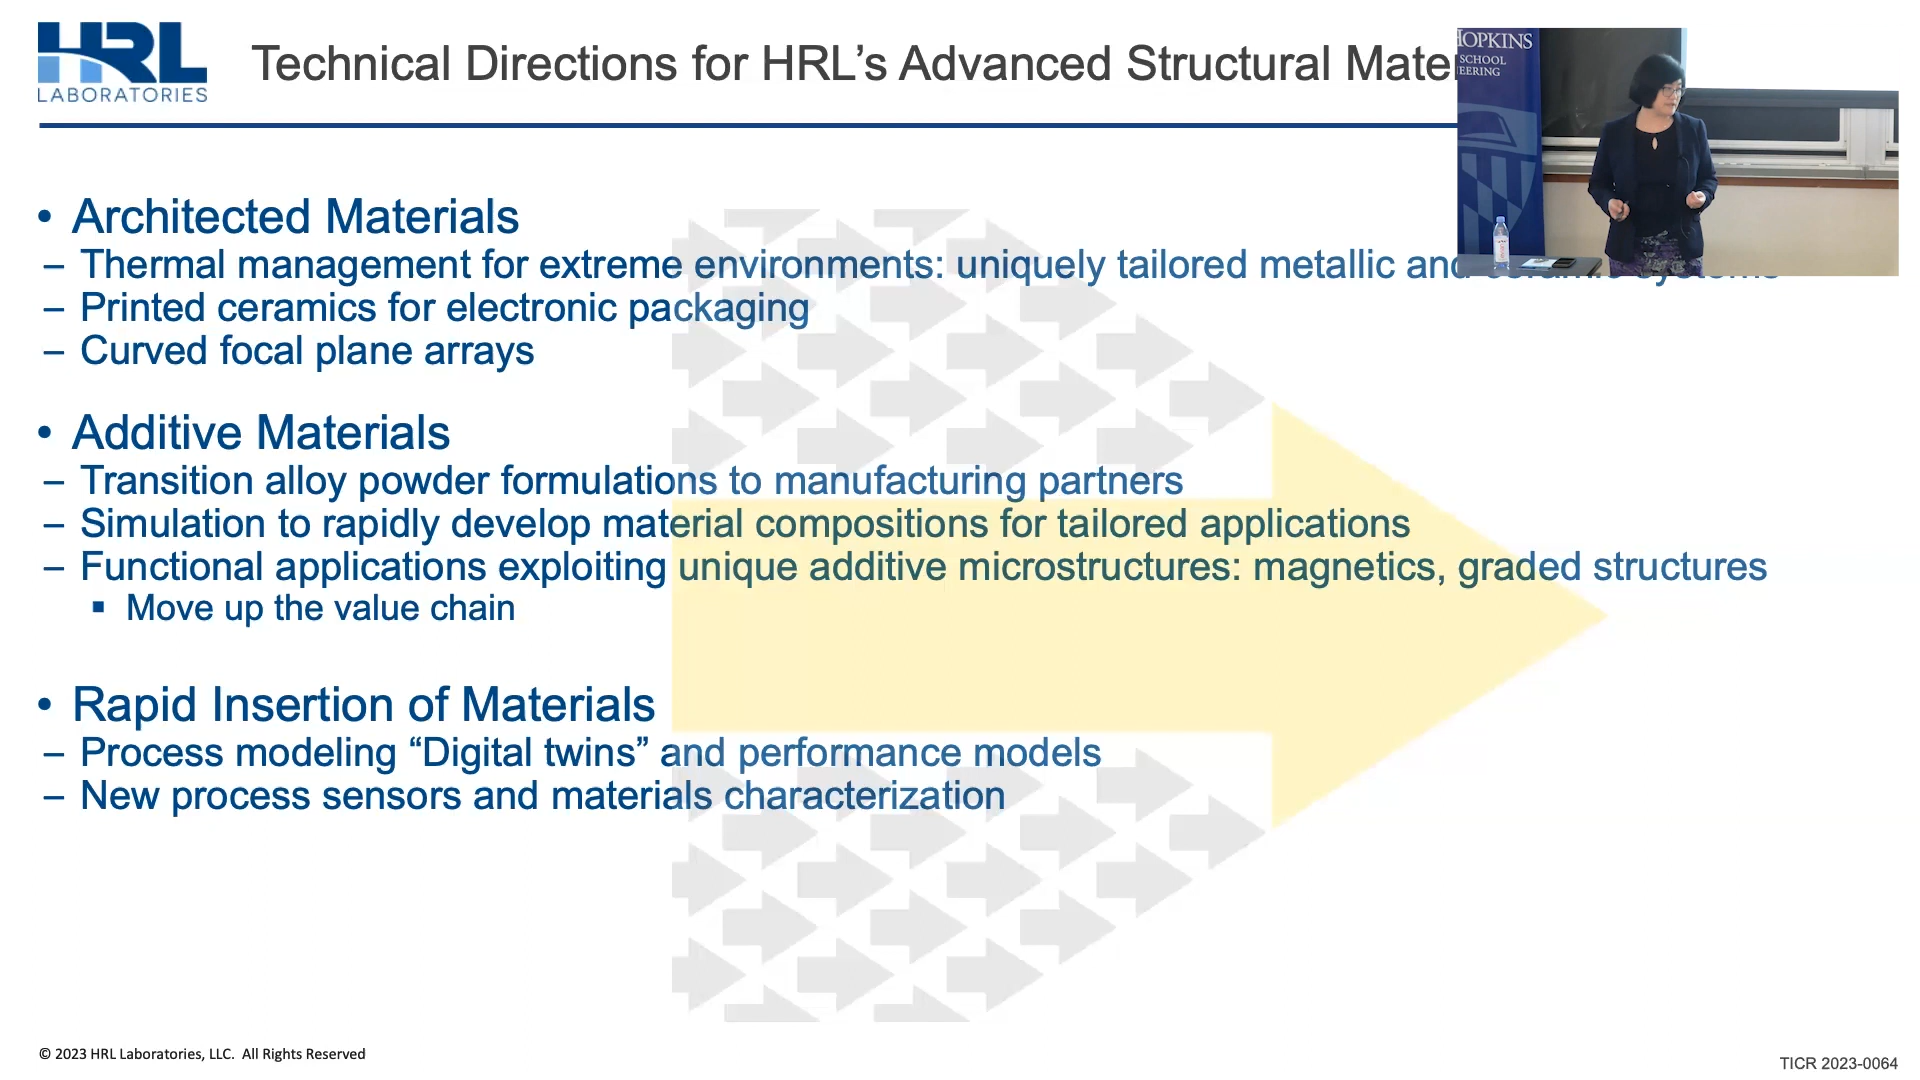 HRL
LABORATORIES
Technical Directions for HRL’s Advanced Structural
HOPKINS
SCHOOL
• Architected Materials
– Thermal management for extreme environments: uniquely tailored metallic and ceramic systems
– Printed ceramics for electronic packaging
– Curved focal plane arrays
• Additive Materials
– Transition alloy powder formulations to manufacturing partners
– Simulation to rapidly develop material compositions for tailored applications
– Functional applications exploiting unique additive microstructures: magnetics, graded structures
▪ Move up the value chain
• Rapid Insertion of Materials
– Process modeling “Digital twins” and performance models
– New process sensors and materials characterization
© 2023 HRL Laboratories, LLC. All Rights Reserved
TICR 2023-0064